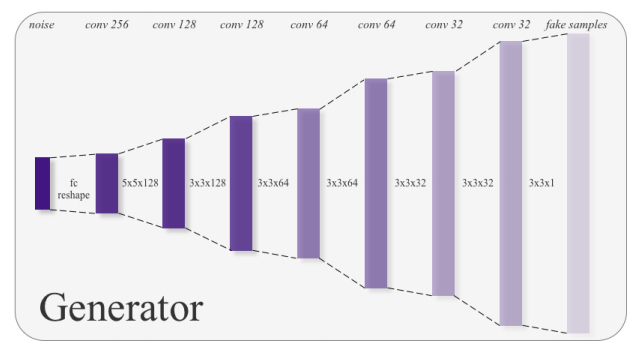 noise conv 256 conv 128 conv 128 conv 64 conv 64 conv 32 conv 32 fake samples
fc
reshape
5x5x128 3x3x128 3x3x64 3x3x64 3x3x32 3x3x32 3x3x1
Generator